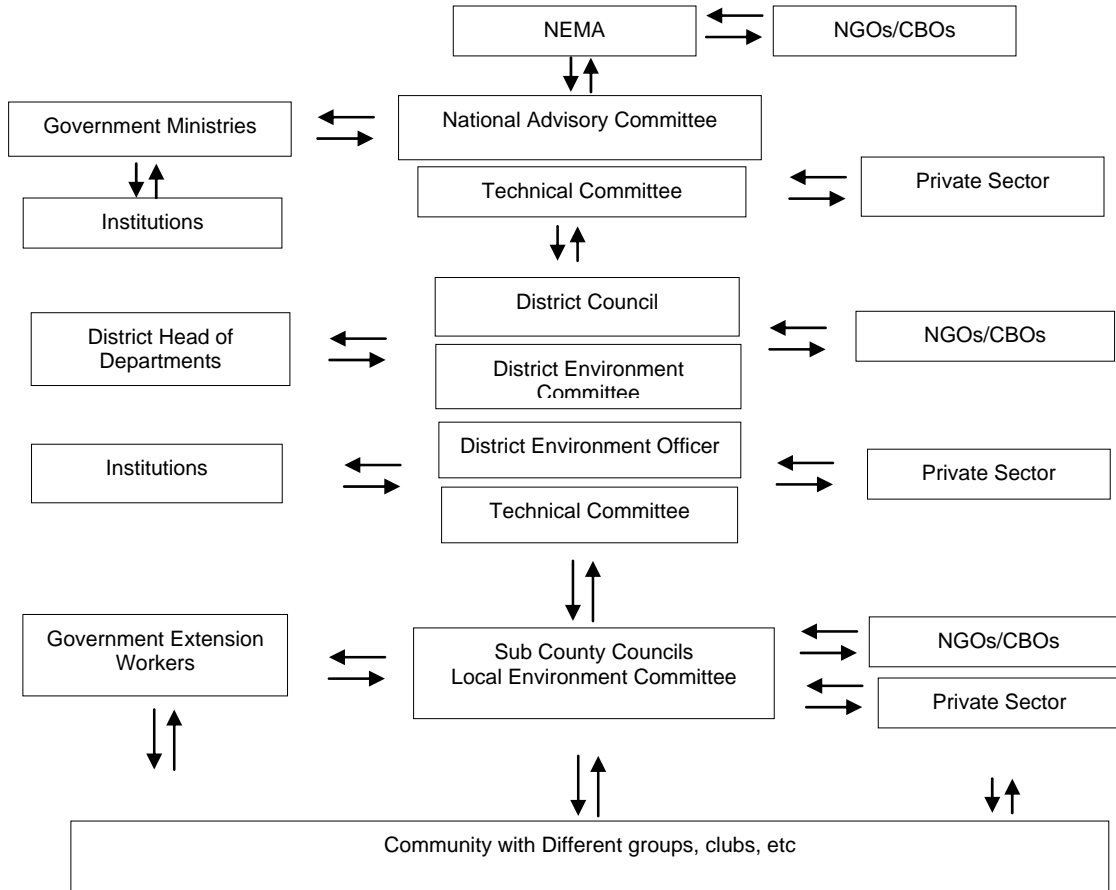 NEMA
NGOs/CBOs
Government Ministries
National Advisory Committee
Technical Committee
Private Sector
Institutions
District Council
District Head of
Departments
NGOs/CBOs
District Environment
Committee
District Environment Officer
Institutions
Private Sector
Technical Committee
Government Extension
Workers
Sub County Councils
Local Environment Committee
NGOs/CBOs
Private Sector
Community with Different groups, clubs, etc